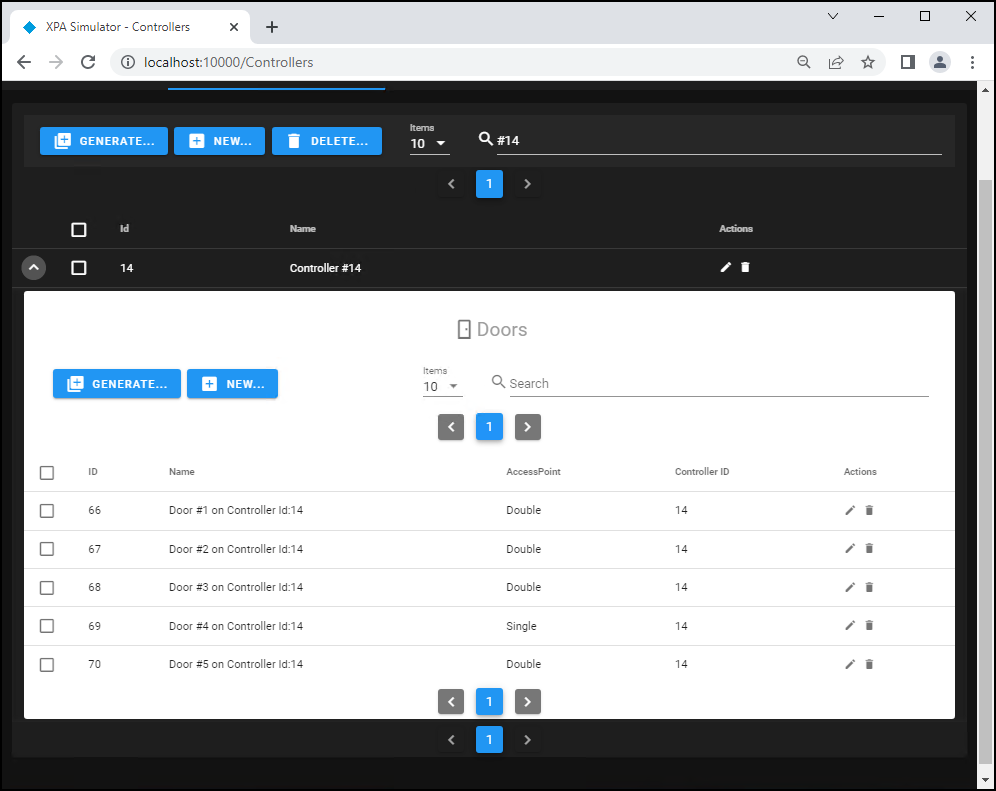 XPA Simulator - Controllers
localhost:10000/Controllers
GENERATE... NEW... DELETE... Items 10 #14
1
Id Name Actions
14 Controller #14
Doors
GENERATE... NEW... Items 10 Search
1
ID Name AccessPoint Controller ID Actions
66 Door #1 on Controller Id:14 Double 14
67 Door #2 on Controller Id:14 Double 14
68 Door #3 on Controller Id:14 Double 14
69 Door #4 on Controller Id:14 Single 14
70 Door #5 on Controller Id:14 Double 14
1
1